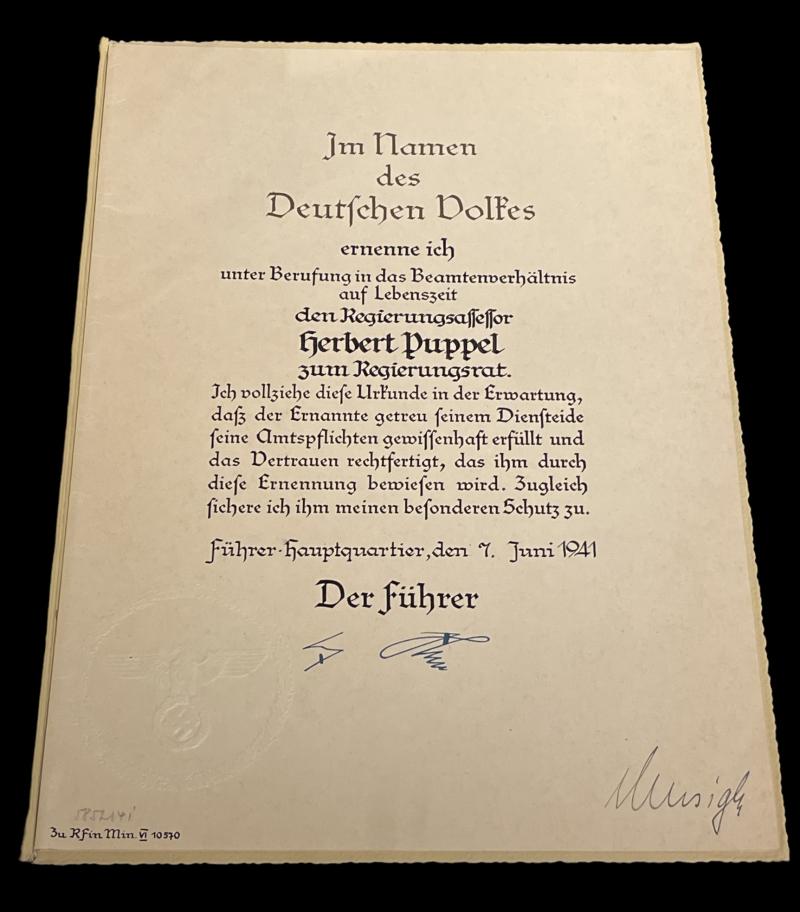 Im Namen
des
Deutſchen Volkes
ernenne ich
unter Berufung in das Beamtenverhältnis
auf Lebenszeit
den Regierungsaſſeſſor
Herbert Puppel
zum Regierungsrat.
Ich vollziehe dieſe Urkunde in der Erwartung,
daß der Ernannte getreu ſeinem Dienſteide
ſeine Amtspflichten gewiſſenhaft erfüllt und
das Vertrauen rechtfertigt, das ihm durch
dieſe Ernennung bewieſen wird. Zugleich
ſichere ich ihm meinen beſonderen Schutz zu.
Führer-Hauptquartier, den 7. Juni 1941
Der Führer
Zu RFin Min. VI 10570